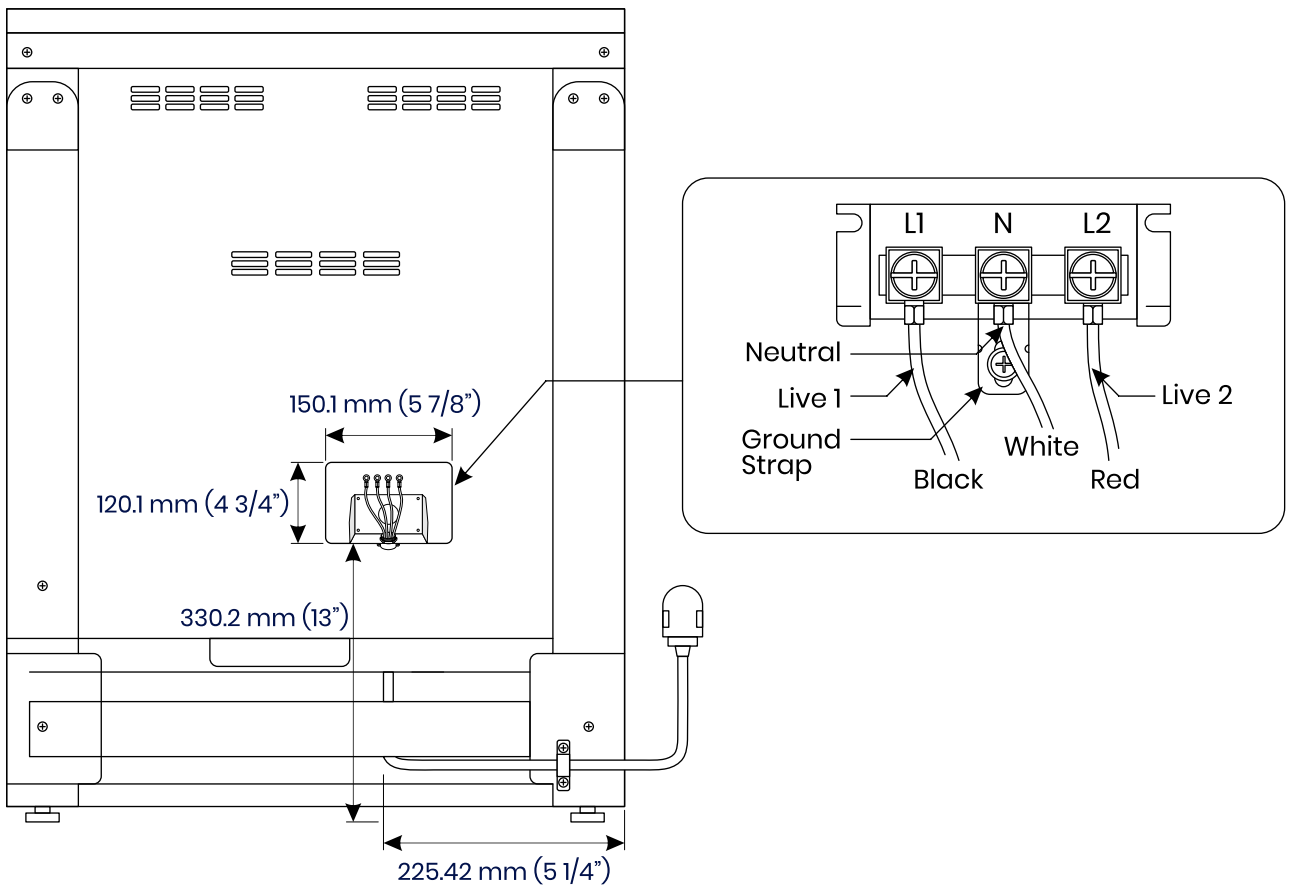 L1 N L2
Neutral
Live 1
Live 2
Ground
Strap
White
Black
Red
150.1 mm (5 7/8”)
120.1 mm (4 3/4”)
330.2 mm (13”)
225.42 mm (5 1/4”)